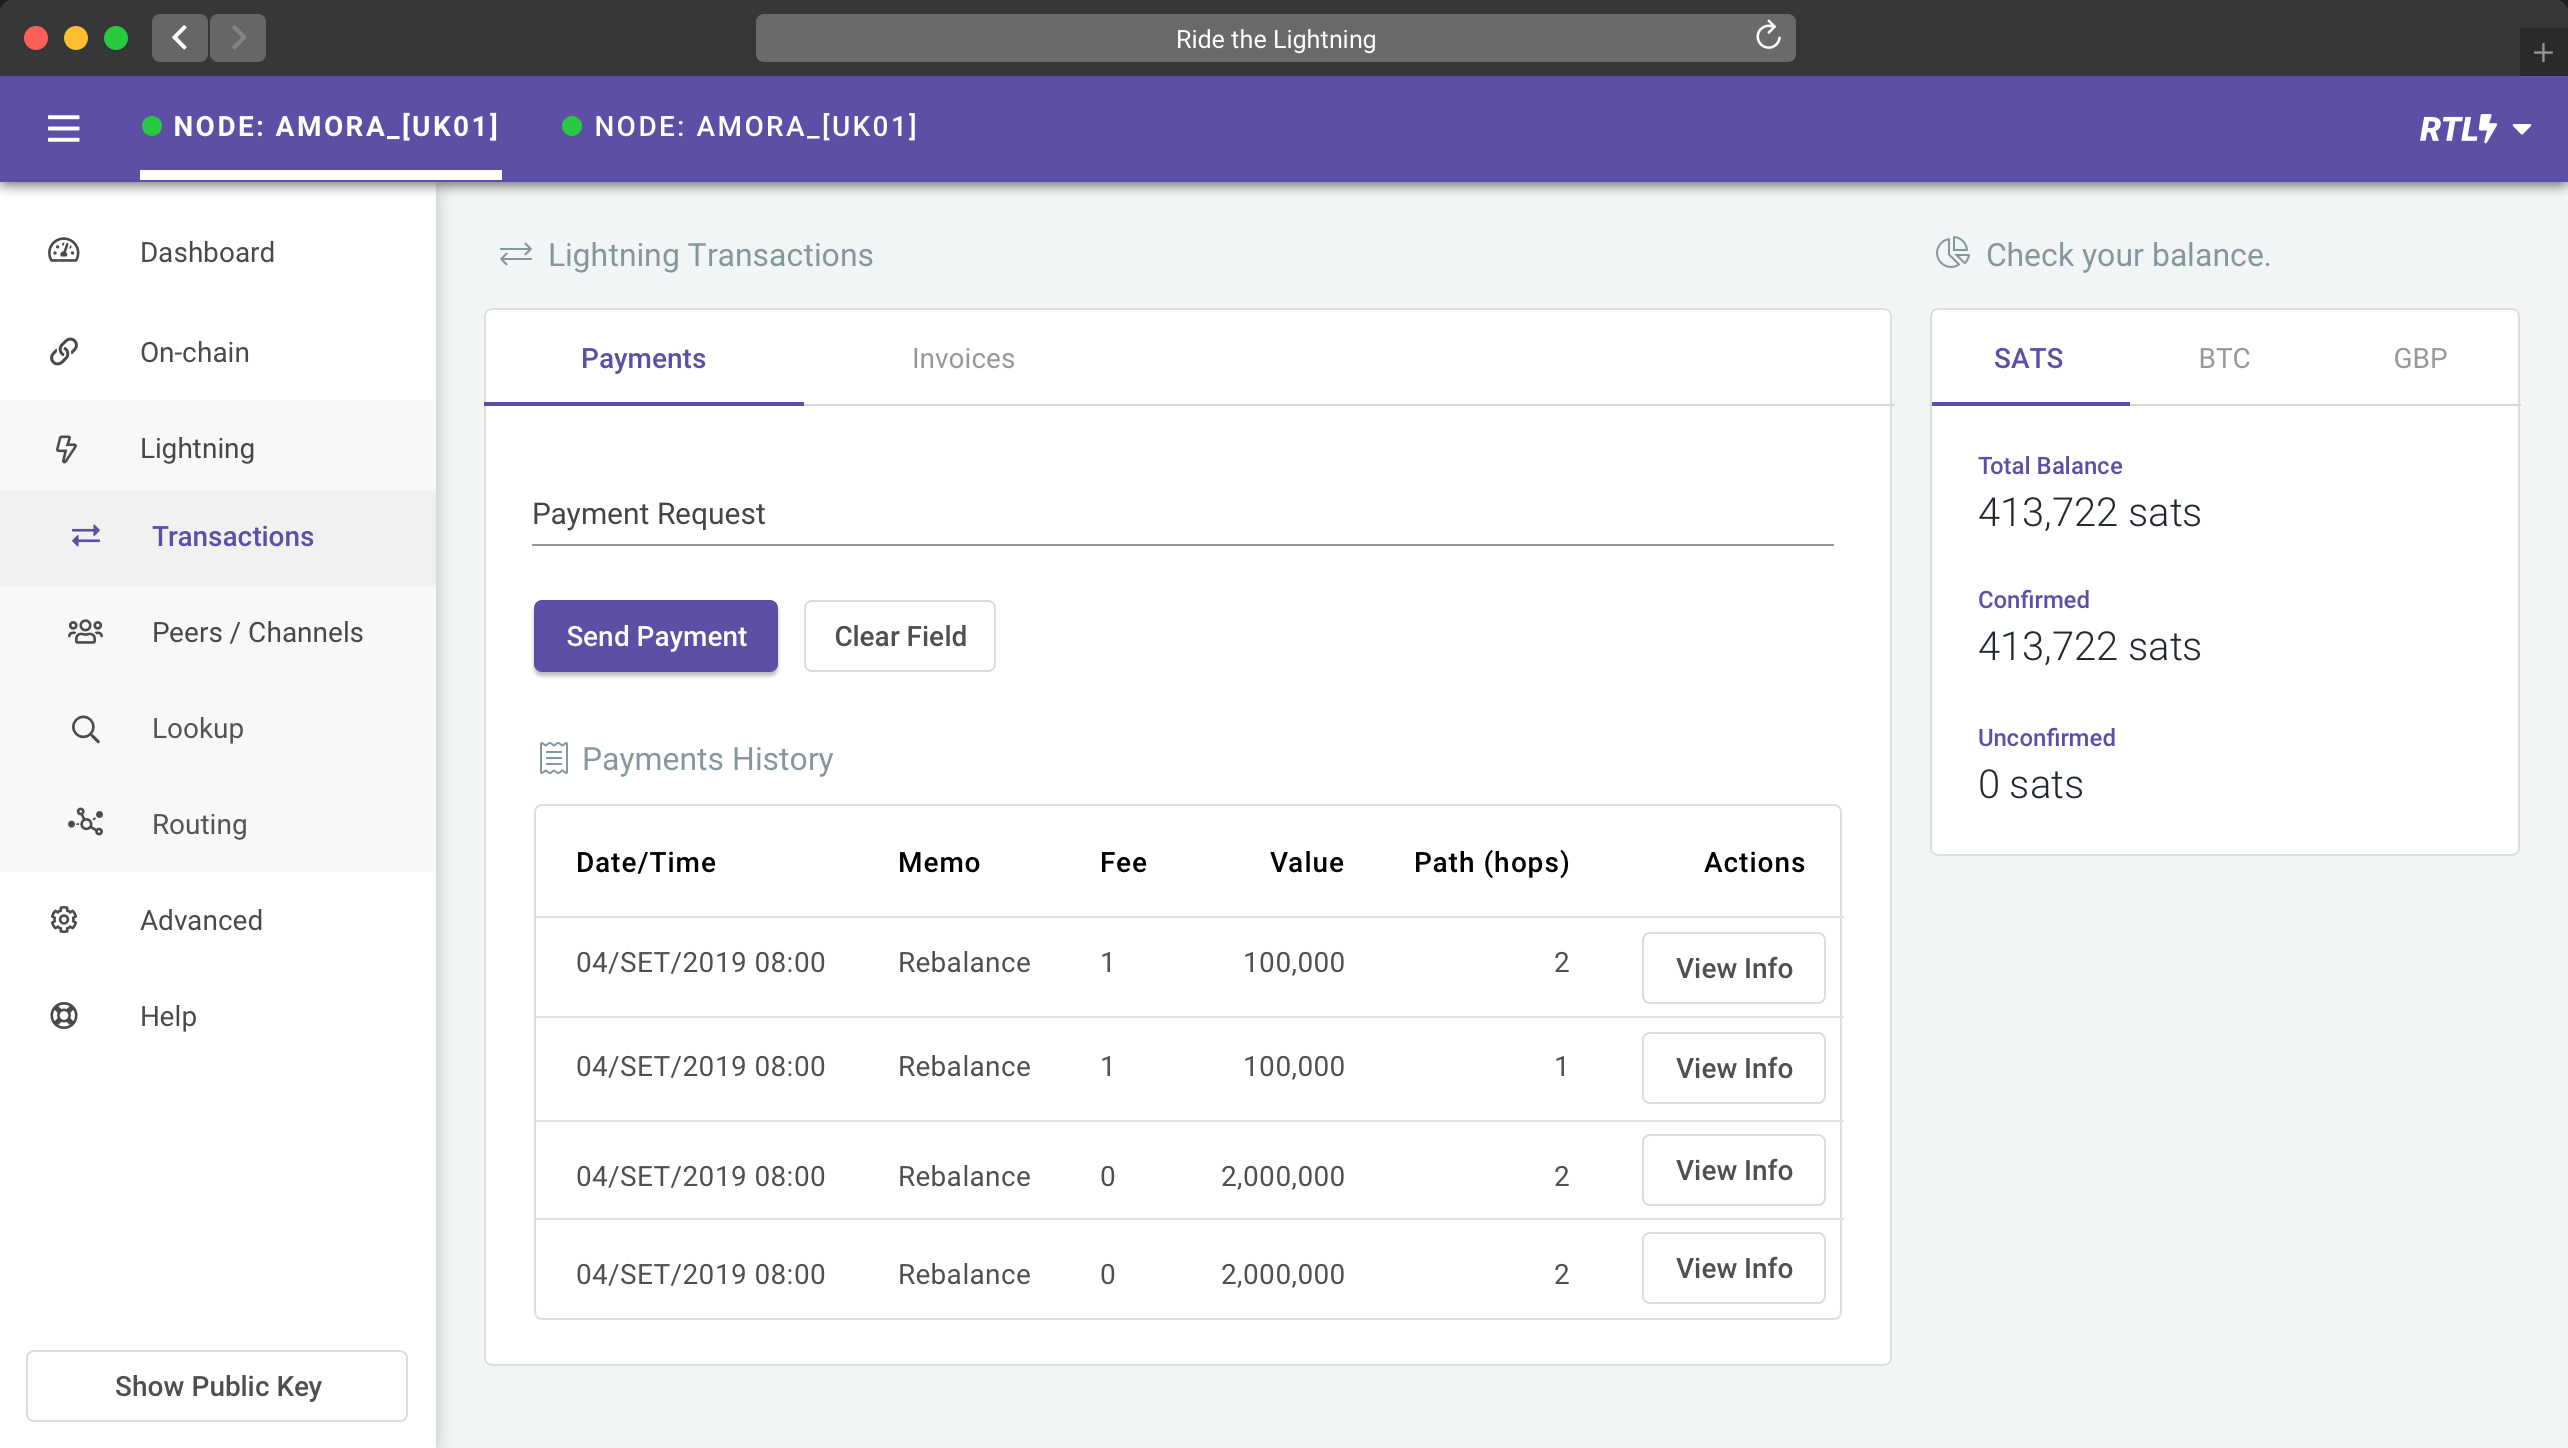 Ride the Lightning
NODE: AMORA_[UK01]
NODE: AMORA_[UK01]
RTL
Dashboard
On-chain
Lightning
Transactions
Peers / Channels
Lookup
Routing
Advanced
Help
Show Public Key
Lightning Transactions
Payments
Invoices
Payment Request
Send Payment
Clear Field
Payments History
Date/Time Memo Fee Value Path (hops) Actions
04/SET/2019 08:00 Rebalance 1 100,000 2 View Info
04/SET/2019 08:00 Rebalance 1 100,000 1 View Info
04/SET/2019 08:00 Rebalance 0 2,000,000 2 View Info
04/SET/2019 08:00 Rebalance 0 2,000,000 2 View Info
Check your balance.
SATS BTC GBP
Total Balance
413,722 sats
Confirmed
413,722 sats
Unconfirmed
0 sats